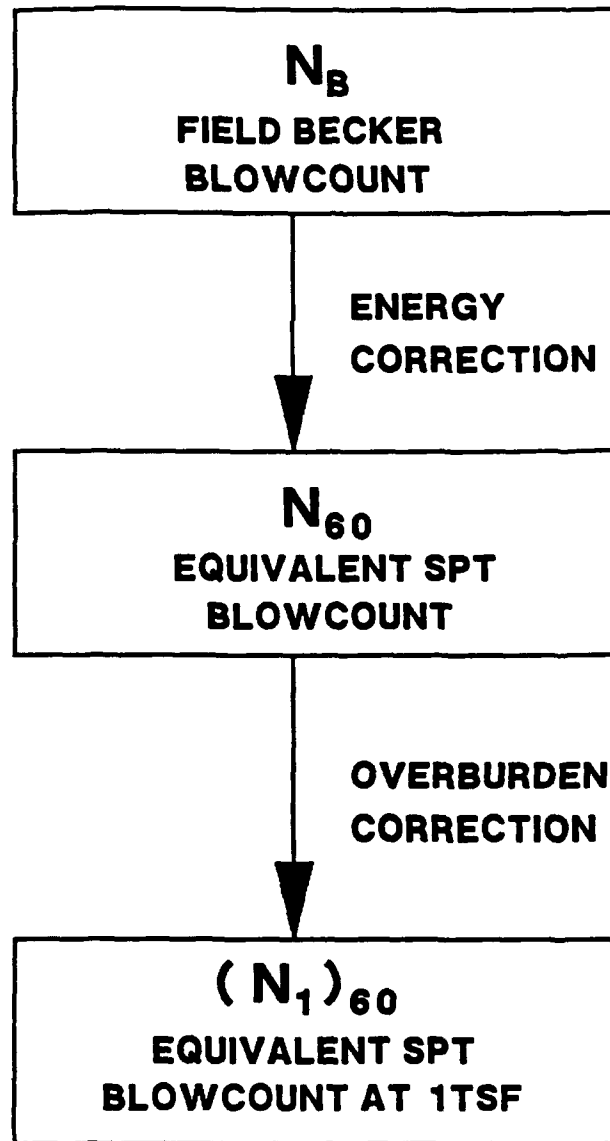 N_B
FIELD BECKER
BLOWCOUNT
ENERGY
CORRECTION
N_60
EQUIVALENT SPT
BLOWCOUNT
OVERBURDEN
CORRECTION
(N_1)_60
EQUIVALENT SPT
BLOWCOUNT AT 1TSF